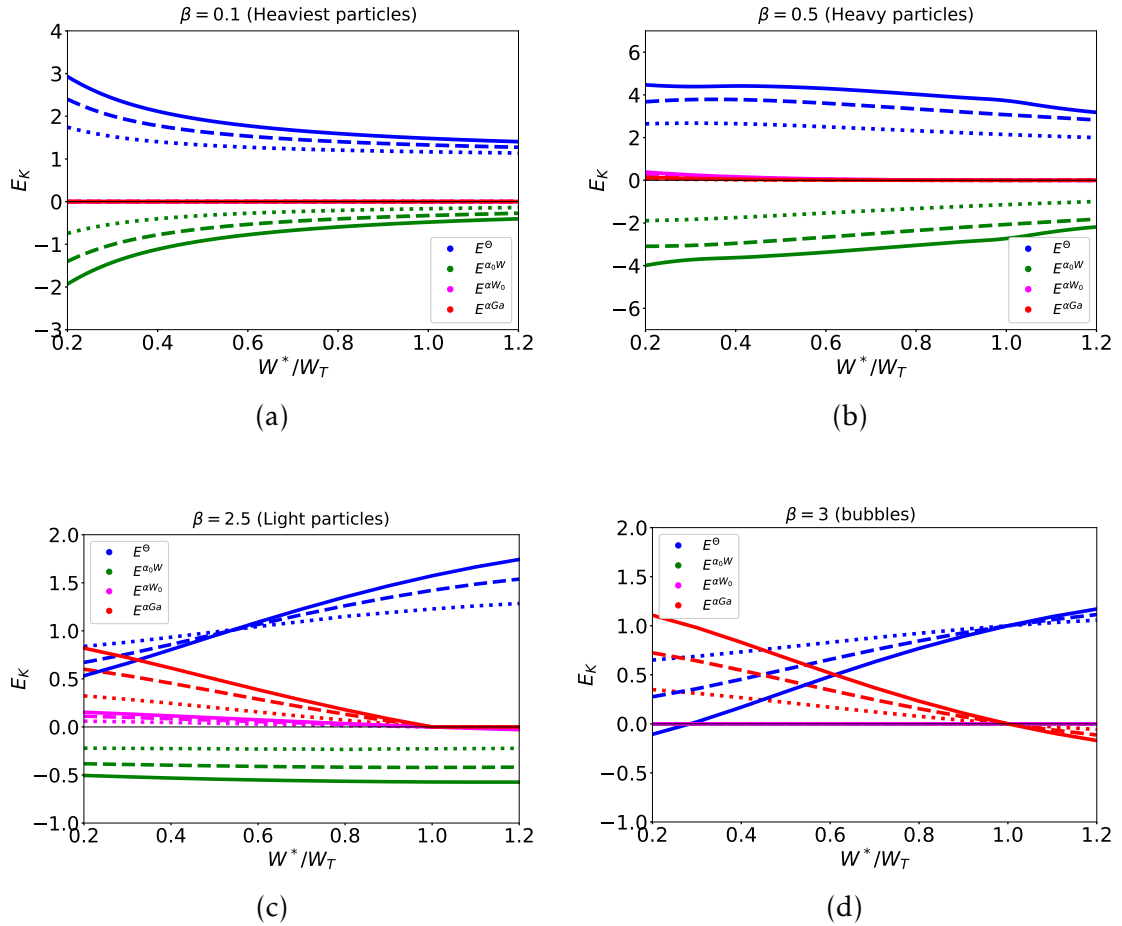 β = 0.1 (Heaviest particles)
4
3
2
1
0
−1
−2
−3
E_K
0.2 0.4 0.6 0.8 1.0 1.2
W*/W_T
E^Θ
E^{α₀W}
E^{αW₀}
E^{αGa}
(a)
β = 0.5 (Heavy particles)
6
4
2
0
−2
−4
−6
E_K
0.2 0.4 0.6 0.8 1.0 1.2
W*/W_T
E^Θ
E^{α₀W}
E^{αW₀}
E^{αGa}
(b)
β = 2.5 (Light particles)
2.0
1.5
1.0
0.5
0.0
−0.5
−1.0
E_K
E^Θ
E^{α₀W}
E^{αW₀}
E^{αGa}
0.2 0.4 0.6 0.8 1.0 1.2
W*/W_T
(c)
β = 3 (bubbles)
2.0
1.5
1.0
0.5
0.0
−0.5
−1.0
E_K
E^Θ
E^{α₀W}
E^{αW₀}
E^{αGa}
0.2 0.4 0.6 0.8 1.0 1.2
W*/W_T
(d)